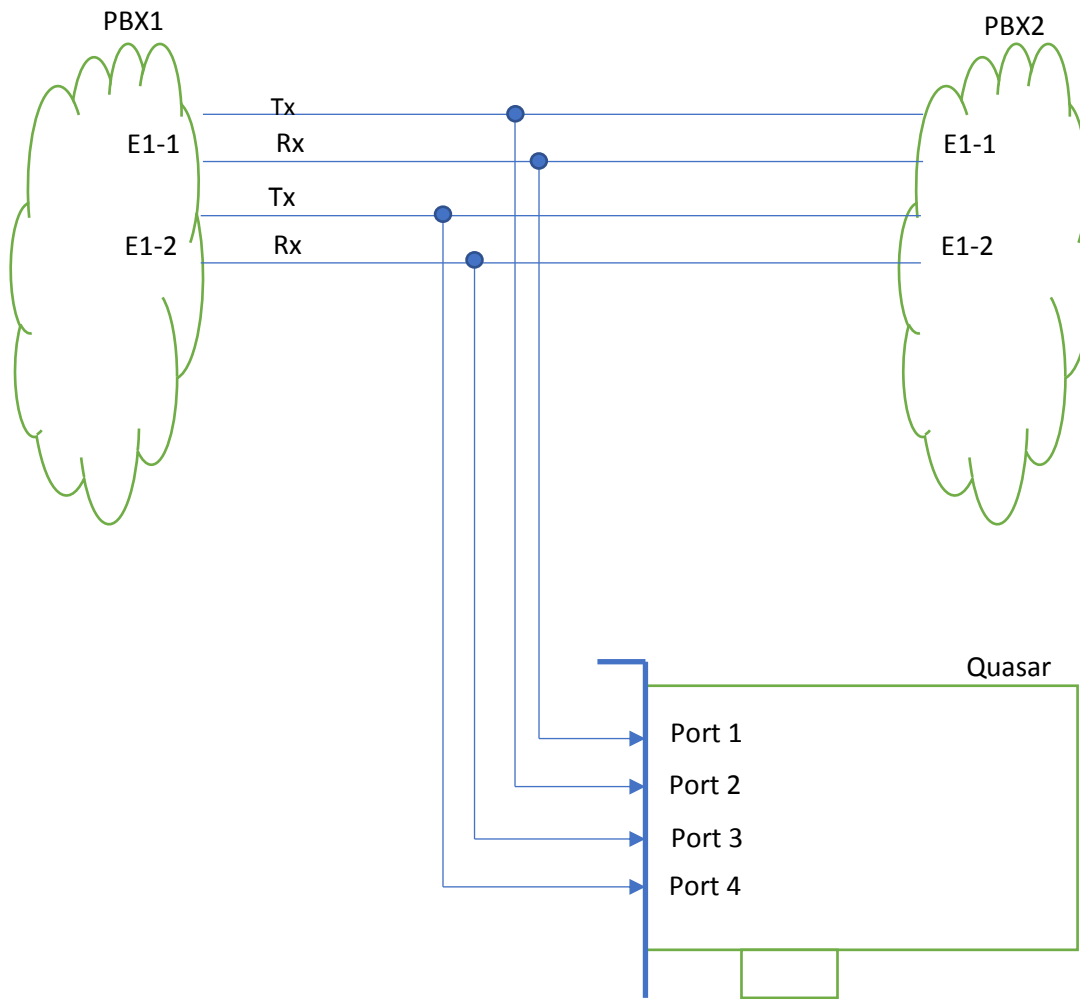 PBX1
PBX2
Tx
E1-1
Rx
E1-1
Tx
E1-2
Rx
E1-2
Quasar
Port 1
Port 2
Port 3
Port 4